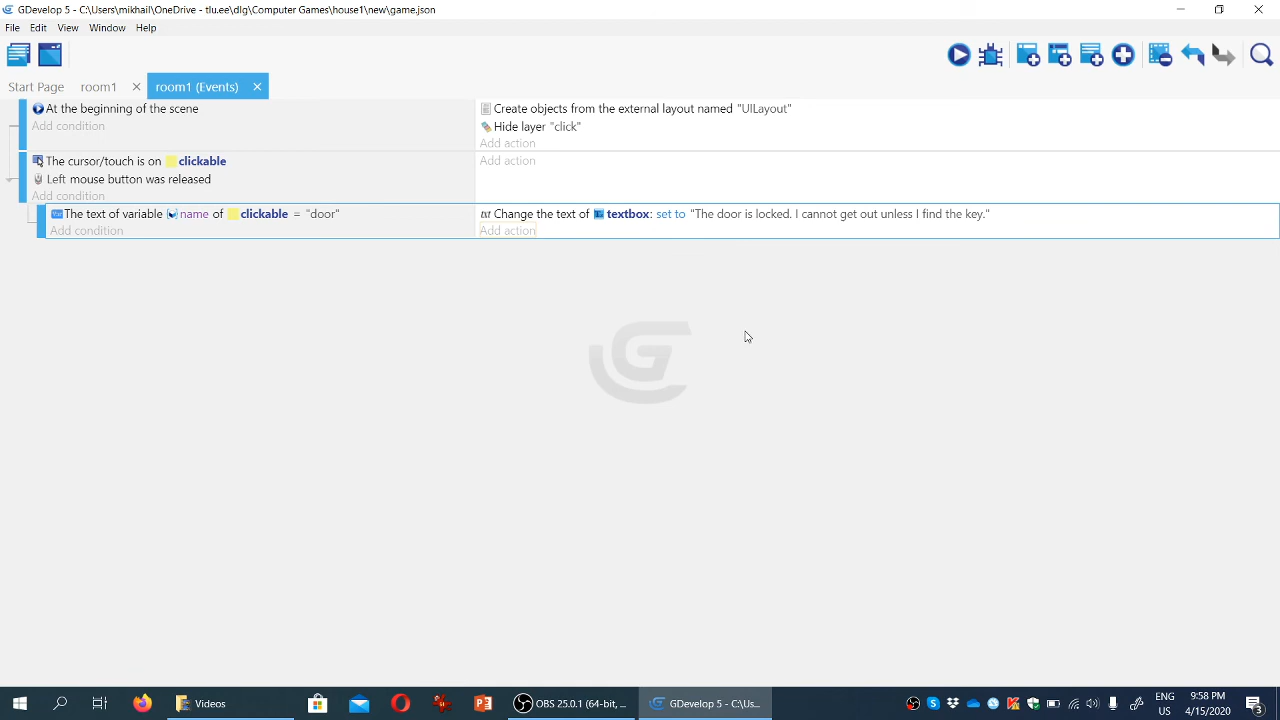 GDevelop 5 - C:\Users\mikhail\OneDrive - tlu.ee\dlg\Computer Games\house1\new\game.json
File Edit View Window Help
Start Page room1 room1 (Events)
At the beginning of the scene
Add condition
Create objects from the external layout named "UILayout"
Hide layer "click"
Add action
The cursor/touch is on clickable
Left mouse button was released
Add condition
Add action
The text of variable name of clickable = "door"
Add condition
Change the text of textbox: set to "The door is locked. I cannot get out unless I find the key."
Add action
Videos
OBS 25.0.1 (64-bit, ...
GDevelop 5 - C:\Us...
ENG
US
9:58 PM
4/15/2020
3